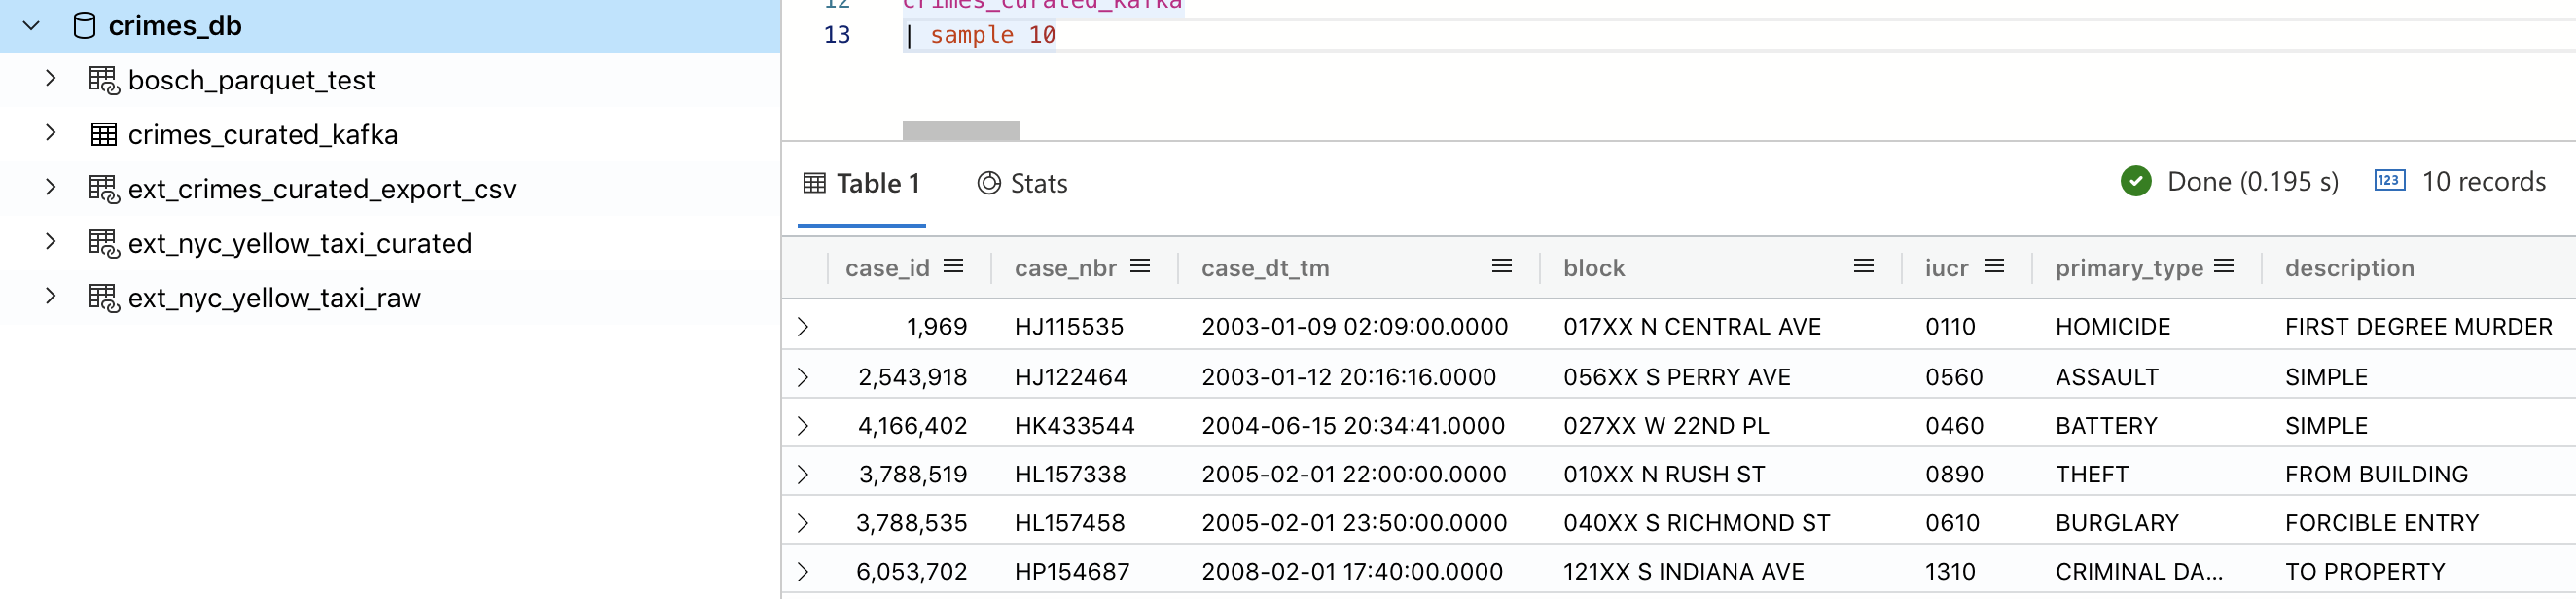 crimes_db
bosch_parquet_test
crimes_curated_kafka
ext_crimes_curated_export_csv
ext_nyc_yellow_taxi_curated
ext_nyc_yellow_taxi_raw
12 crimes_curated_kafka
13 | sample 10
Table 1 Stats Done (0.195 s) 123 10 records
case_id case_nbr case_dt_tm block iucr primary_type description
1,969 HJ115535 2003-01-09 02:09:00.0000 017XX N CENTRAL AVE 0110 HOMICIDE FIRST DEGREE MURDER
2,543,918 HJ122464 2003-01-12 20:16:16.0000 056XX S PERRY AVE 0560 ASSAULT SIMPLE
4,166,402 HK433544 2004-06-15 20:34:41.0000 027XX W 22ND PL 0460 BATTERY SIMPLE
3,788,519 HL157338 2005-02-01 22:00:00.0000 010XX N RUSH ST 0890 THEFT FROM BUILDING
3,788,535 HL157458 2005-02-01 23:50:00.0000 040XX S RICHMOND ST 0610 BURGLARY FORCIBLE ENTRY
6,053,702 HP154687 2008-02-01 17:40:00.0000 121XX S INDIANA AVE 1310 CRIMINAL DA... TO PROPERTY